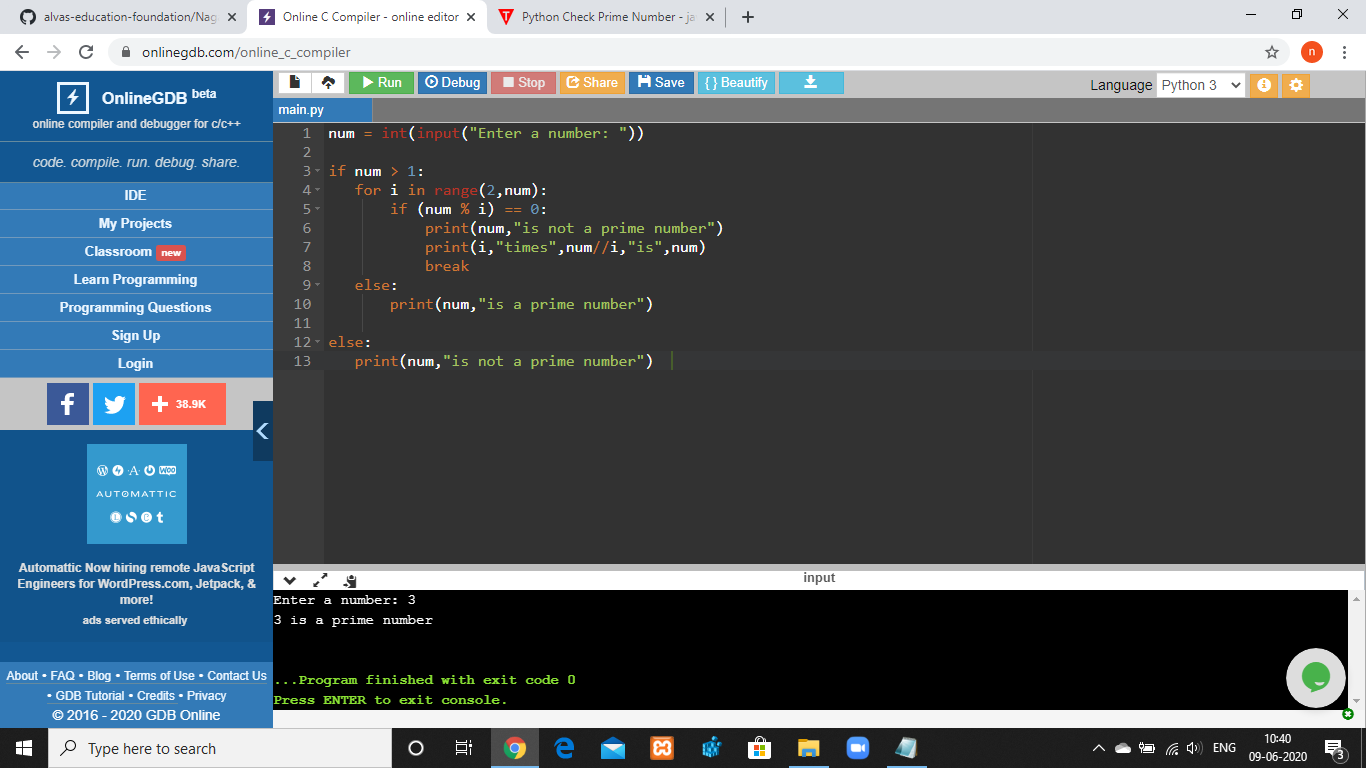 alvas-education-foundation/Nag
Online C Compiler - online editor
Python Check Prime Number - ja
onlinegdb.com/online_c_compiler
n
OnlineGDB beta
online compiler and debugger for c/c++
code. compile. run. debug. share.
IDE
My Projects
Classroom new
Learn Programming
Programming Questions
Sign Up
Login
38.9K
AUTOMATTIC
Automattic Now hiring remote JavaScript
Engineers for WordPress.com, Jetpack, &
more!
ads served ethically
About • FAQ • Blog • Terms of Use • Contact Us
• GDB Tutorial • Credits • Privacy
© 2016 - 2020 GDB Online
Run Debug Stop Share Save { } Beautify
Language Python 3
main.py
1 num = int(input("Enter a number: "))
2
3 if num > 1:
4 for i in range(2,num):
5 if (num % i) == 0:
6 print(num,"is not a prime number")
7 print(i,"times",num//i,"is",num)
8 break
9 else:
10 print(num,"is a prime number")
11
12 else:
13 print(num,"is not a prime number")
input
Enter a number: 3
3 is a prime number
...Program finished with exit code 0
Press ENTER to exit console.
Type here to search
ENG
10:40
09-06-2020
3